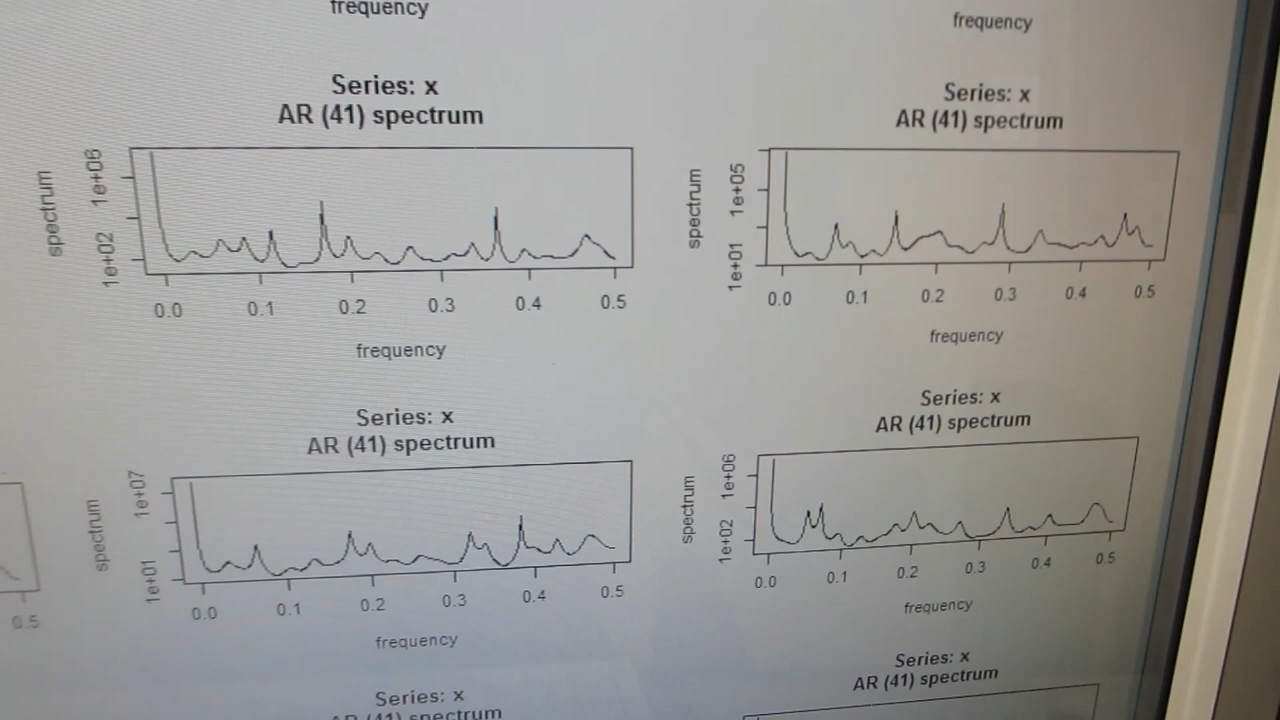 frequency
frequency
Series: x
AR (41) spectrum
spectrum
1e+02 1e+06
0.0 0.1 0.2 0.3 0.4 0.5
frequency
Series: x
AR (41) spectrum
spectrum
1e+01 1e+05
0.0 0.1 0.2 0.3 0.4 0.5
frequency
0.5
Series: x
AR (41) spectrum
spectrum
1e+01 1e+07
0.0 0.1 0.2 0.3 0.4 0.5
frequency
Series: x
AR (41) spectrum
spectrum
1e+02 1e+06
0.0 0.1 0.2 0.3 0.4 0.5
frequency
Series: x
AR (41) spectrum
Series: x
AR (41) spectrum